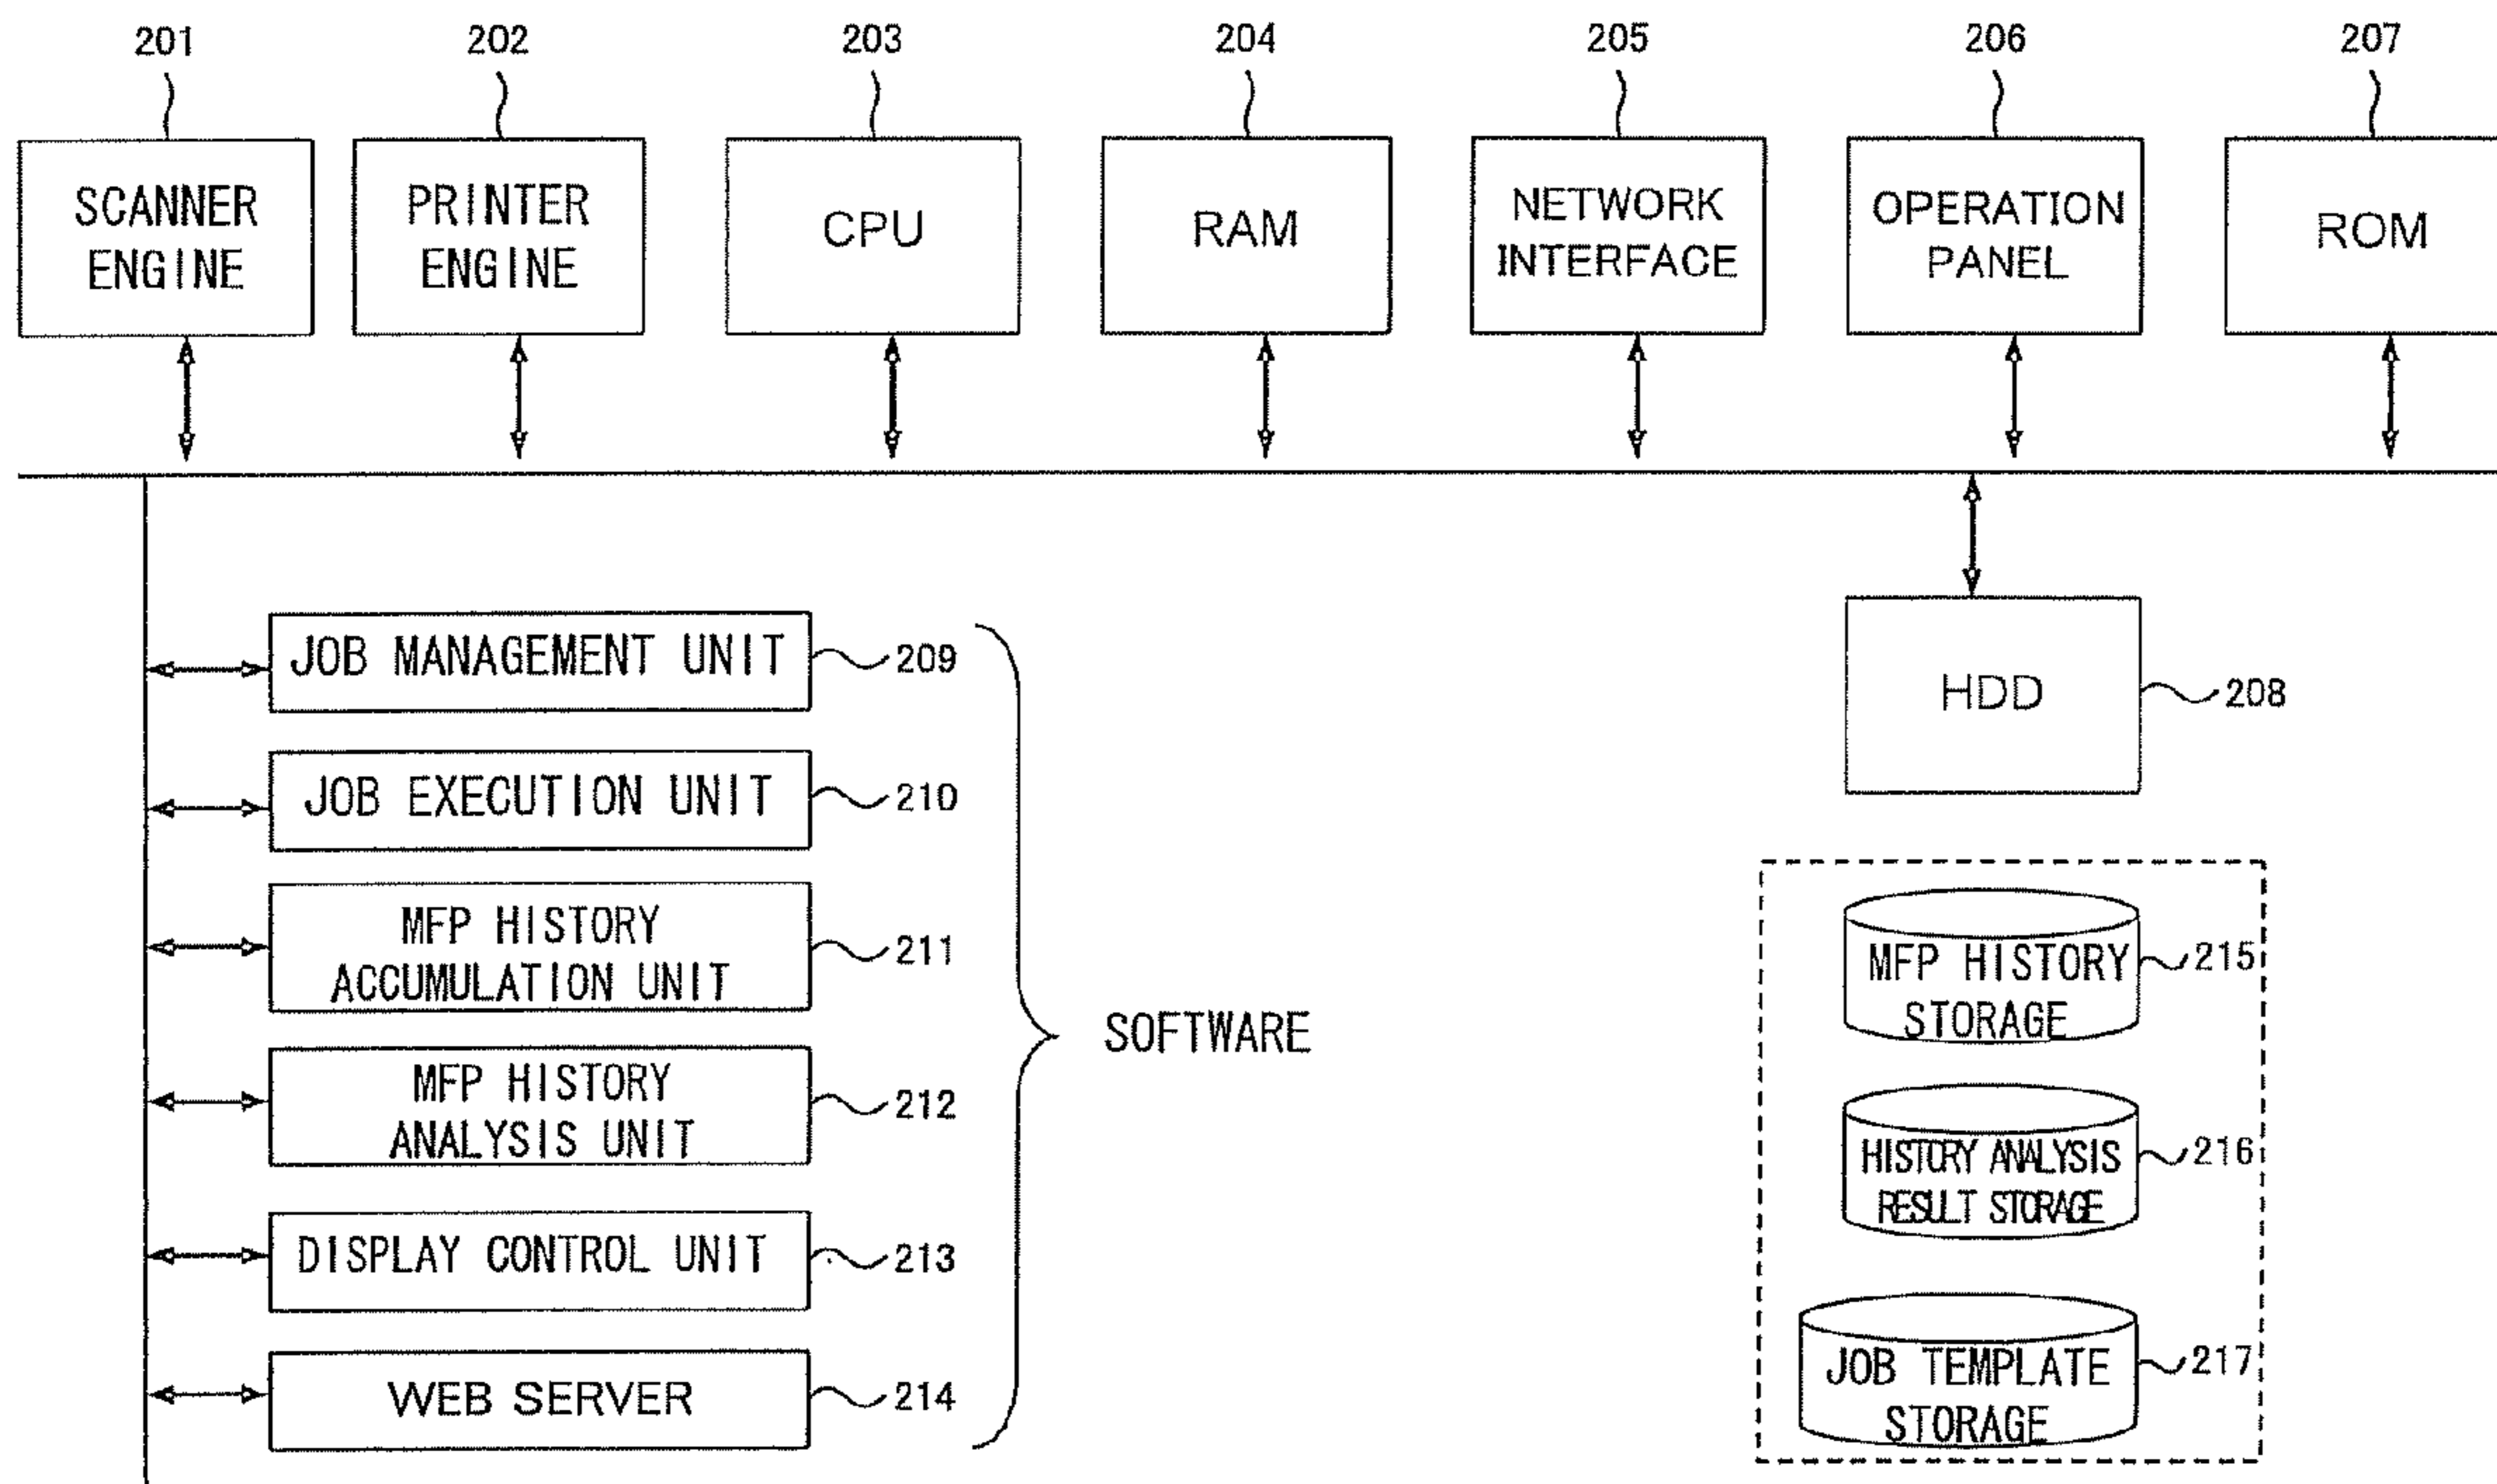 201
202
203
204
205
206
207
SCANNER
ENGINE
PRINTER
ENGINE
CPU
RAM
NETWORK
INTERFACE
OPERATION
PANEL
ROM
JOB MANAGEMENT UNIT
209
JOB EXECUTION UNIT
210
MFP HISTORY
ACCUMULATION UNIT
211
MFP HISTORY
ANALYSIS UNIT
212
DISPLAY CONTROL UNIT
213
WEB SERVER
214
SOFTWARE
HDD
208
MFP HISTORY
STORAGE
215
HISTORY ANALYSIS
RESULT STORAGE
216
JOB TEMPLATE
STORAGE
217